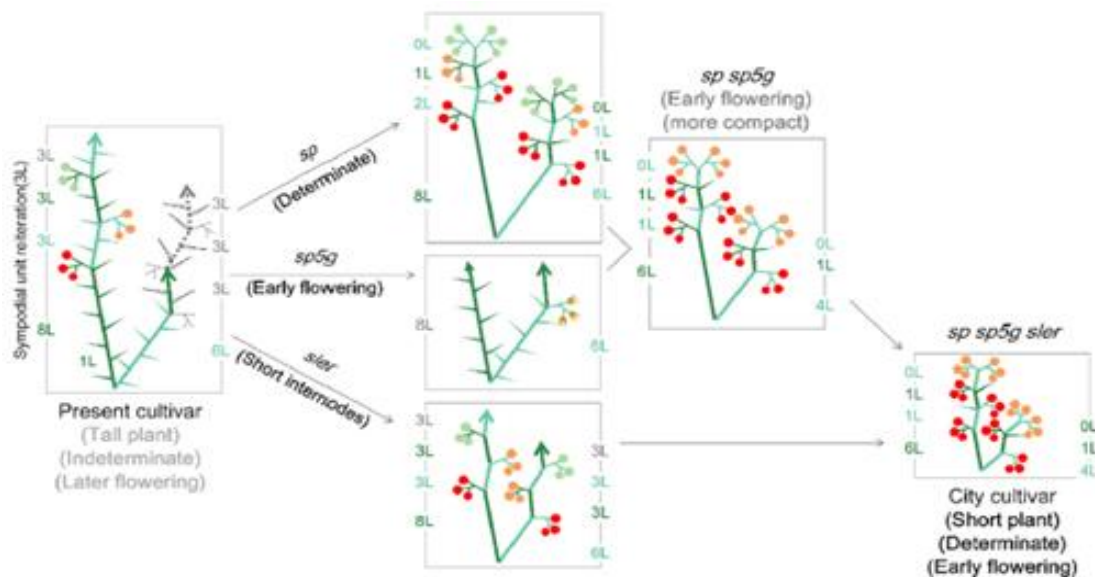 Sympodial unit reiteration(3L)
3L
3L
3L
8L
1L
3L
3L
3L
6L
Present cultivar
(Tall plant)
(Indeterminate)
(Later flowering)
sp
(Determinate)
sp5g
(Early flowering)
sler
(Short internodes)
0L
1L
2L
8L
0L
1L
1L
6L
8L
6L
3L
3L
3L
8L
3L
3L
3L
6L
sp sp5g
(Early flowering)
(more compact)
0L
1L
1L
6L
0L
1L
4L
sp sp5g sler
0L
1L
1L
6L
0L
1L
4L
City cultivar
(Short plant)
(Determinate)
(Early flowering)